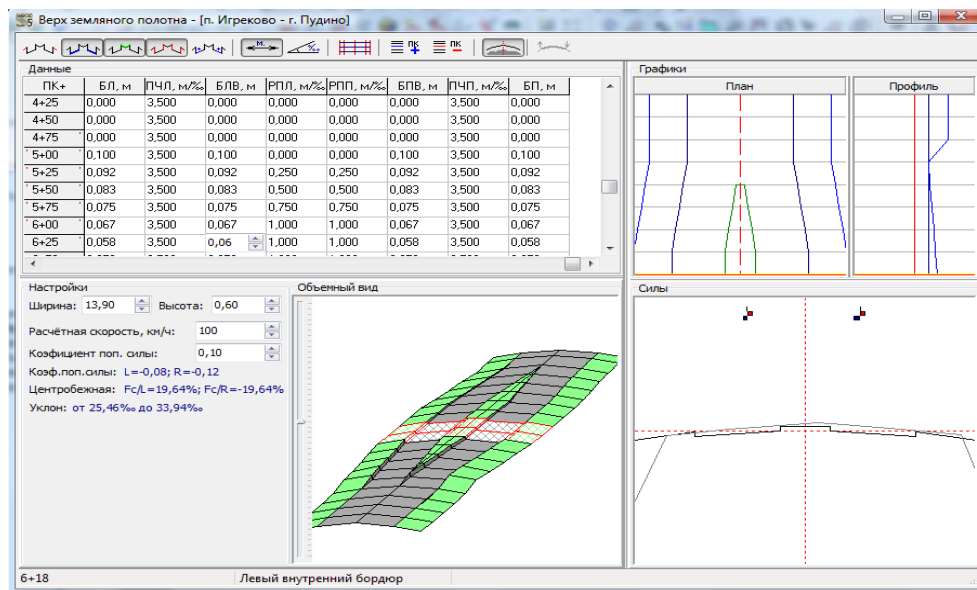 Верх земляного полотна - [п. Игреково - г. Пудино]
м.
ПК
ПК
Данные
ПК+ БЛ, м ПЧЛ, м/‰ БЛВ, м РПЛ, м/‰ РПП, м/‰ БПВ, м ПЧП, м/‰ БП, м
4+25 0,000 3,500 0,000 0,000 0,000 0,000 3,500 0,000
4+50 0,000 3,500 0,000 0,000 0,000 0,000 3,500 0,000
4+75 0,000 3,500 0,000 0,000 0,000 0,000 3,500 0,000
5+00 0,100 3,500 0,100 0,000 0,000 0,100 3,500 0,100
5+25 0,092 3,500 0,092 0,250 0,250 0,092 3,500 0,092
5+50 0,083 3,500 0,083 0,500 0,500 0,083 3,500 0,083
5+75 0,075 3,500 0,075 0,750 0,750 0,075 3,500 0,075
6+00 0,067 3,500 0,067 1,000 1,000 0,067 3,500 0,067
6+25 0,058 3,500 0,06 1,000 1,000 0,058 3,500 0,058
Графики
План Профиль
Настройки
Ширина: 13,90 Высота: 0,60
Расчётная скорость, км/ч: 100
Коэфициент поп. силы: 0,10
Коэф.поп.силы: L=-0,08; R=-0,12
Центробежная: Fc/L=19,64%; Fc/R=-19,64%
Уклон: от 25,46‰ до 33,94‰
Объемный вид
Силы
6+18 Левый внутренний бордюр